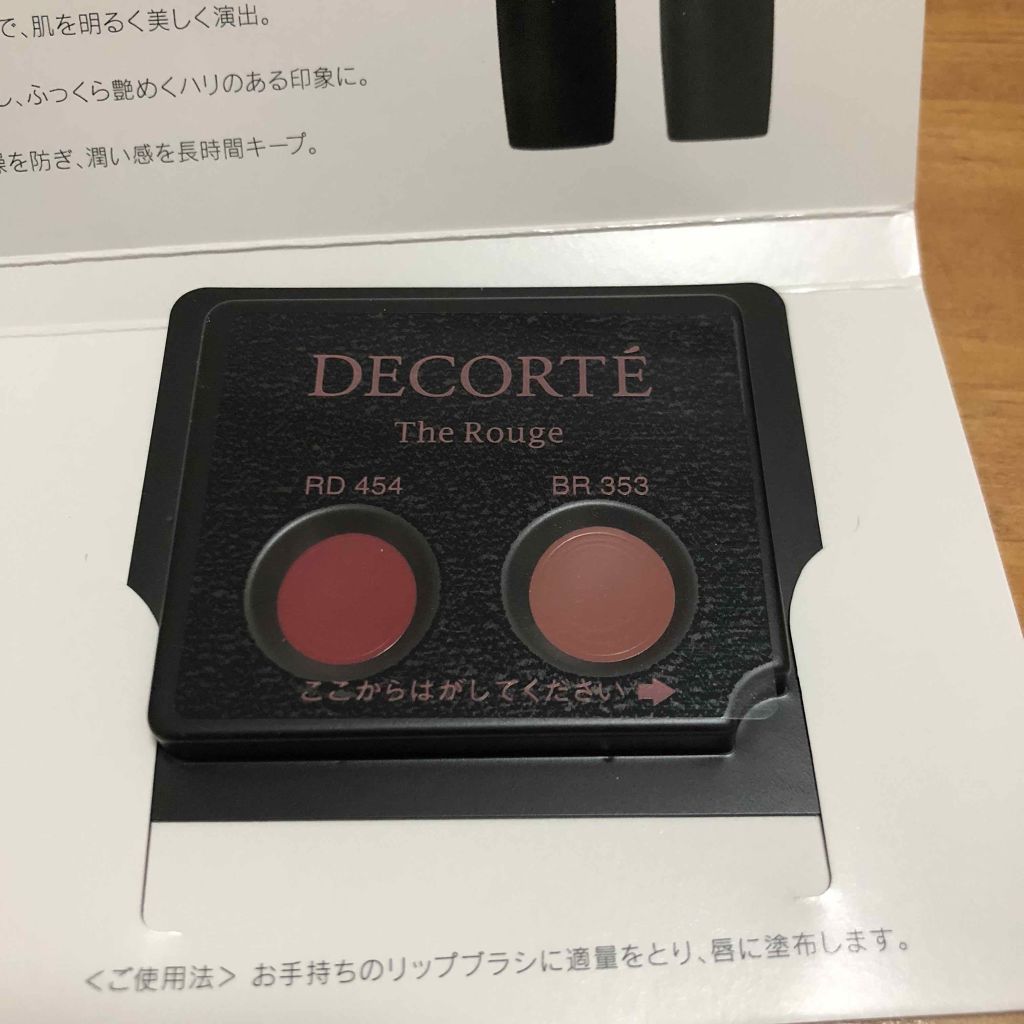 で、肌を明るく美しく演出。
し、ふっくら艶めくハリのある印象に。
燥を防ぎ、潤い感を長時間キープ。
DECORTÉ
The Rouge
RD 454
BR 353
ここからはがしてください ➡
＜ご使用法＞ お手持ちのリップブラシに適量をとり、唇に塗布します。